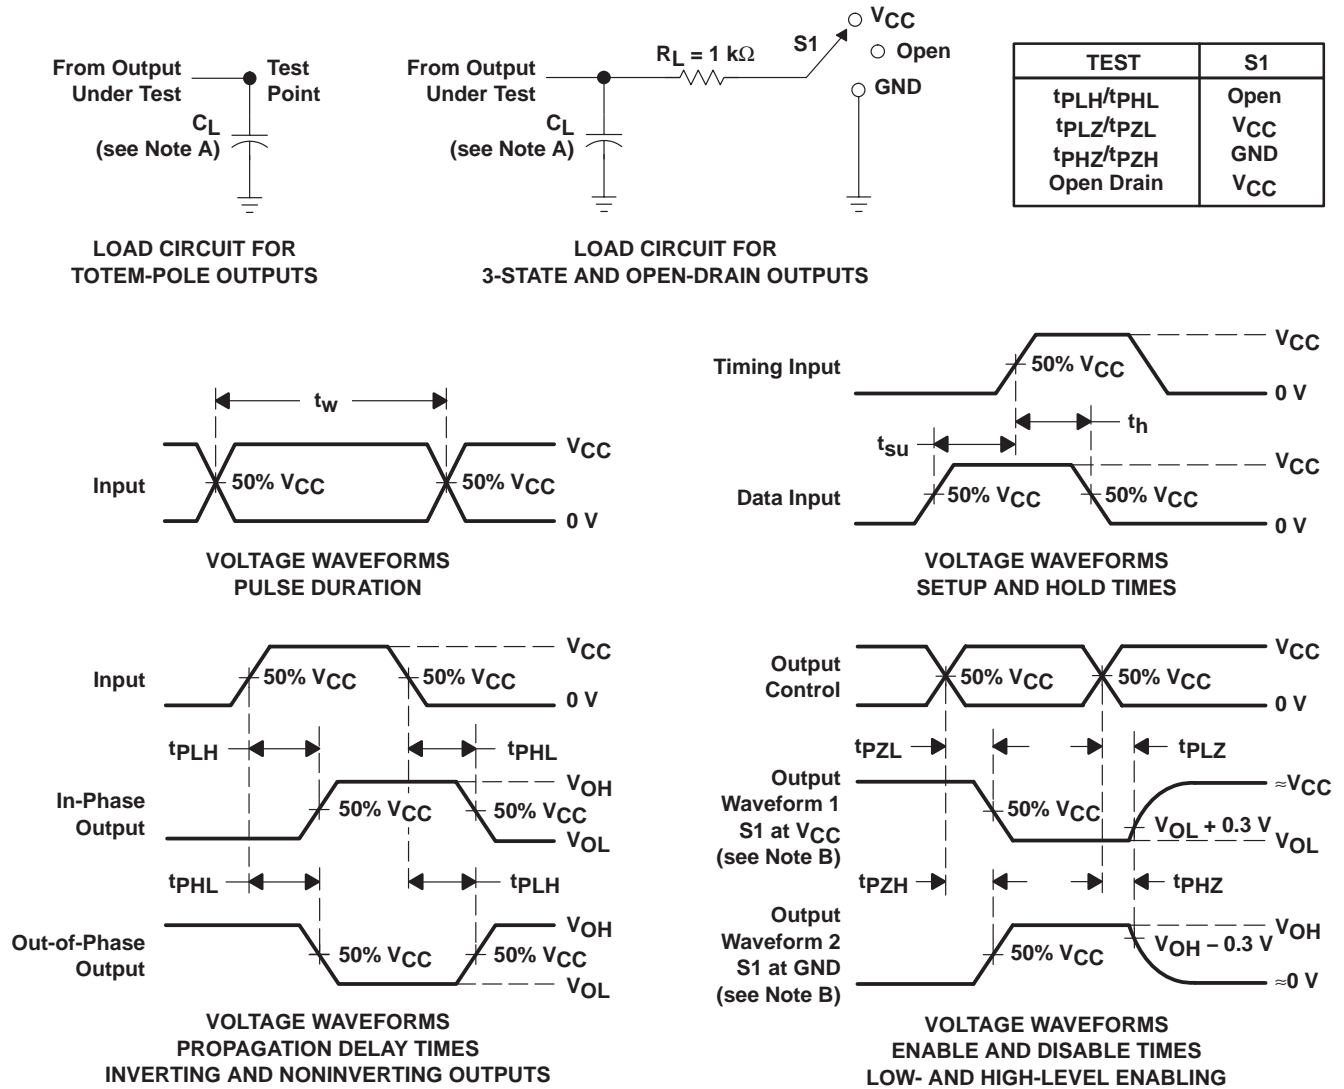 From Output
Under Test
Test
Point
CL
(see Note A)
LOAD CIRCUIT FOR
TOTEM-POLE OUTPUTS
From Output
Under Test
CL
(see Note A)
RL = 1 kΩ
S1
VCC
Open
GND
LOAD CIRCUIT FOR
3-STATE AND OPEN-DRAIN OUTPUTS
TEST S1
tPLH/tPHL Open
tPLZ/tPZL VCC
tPHZ/tPZH GND
Open Drain VCC
tw
Input
50% VCC
50% VCC
VCC
0 V
VOLTAGE WAVEFORMS
PULSE DURATION
Timing Input
50% VCC
VCC
0 V
tsu
th
Data Input
50% VCC
50% VCC
VCC
0 V
VOLTAGE WAVEFORMS
SETUP AND HOLD TIMES
Input
50% VCC
50% VCC
VCC
0 V
tPLH
tPHL
In-Phase
Output
50% VCC
50% VCC
VOH
VOL
tPHL
tPLH
Out-of-Phase
Output
50% VCC
50% VCC
VOH
VOL
VOLTAGE WAVEFORMS
PROPAGATION DELAY TIMES
INVERTING AND NONINVERTING OUTPUTS
Output
Control
50% VCC
50% VCC
VCC
0 V
tPZL
tPLZ
Output
Waveform 1
S1 at VCC
(see Note B)
50% VCC
VOL + 0.3 V
≈VCC
VOL
tPZH
tPHZ
Output
Waveform 2
S1 at GND
(see Note B)
50% VCC
VOH − 0.3 V
VOH
≈0 V
VOLTAGE WAVEFORMS
ENABLE AND DISABLE TIMES
LOW- AND HIGH-LEVEL ENABLING